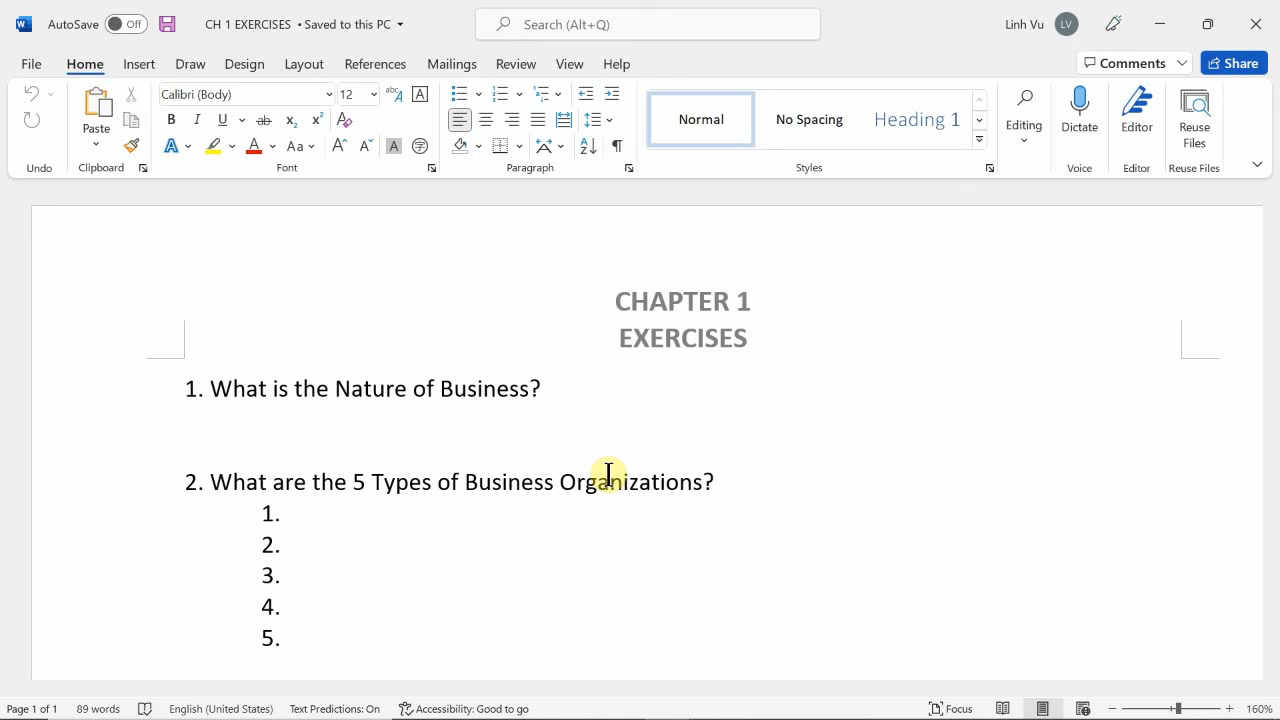 AutoSave Off CH 1 EXERCISES • Saved to this PC Search (Alt+Q) Linh Vu LV
File Home Insert Draw Design Layout References Mailings Review View Help Comments Share
Paste Calibri (Body) 12 Normal No Spacing Heading 1 Editing Dictate Editor Reuse Files
Undo Clipboard Font Paragraph Styles Voice Editor Reuse Files
CHAPTER 1
EXERCISES
1. What is the Nature of Business?
2. What are the 5 Types of Business Organizations?
1.
2.
3.
4.
5.
Page 1 of 1 89 words English (United States) Text Predictions: On Accessibility: Good to go Focus 160%